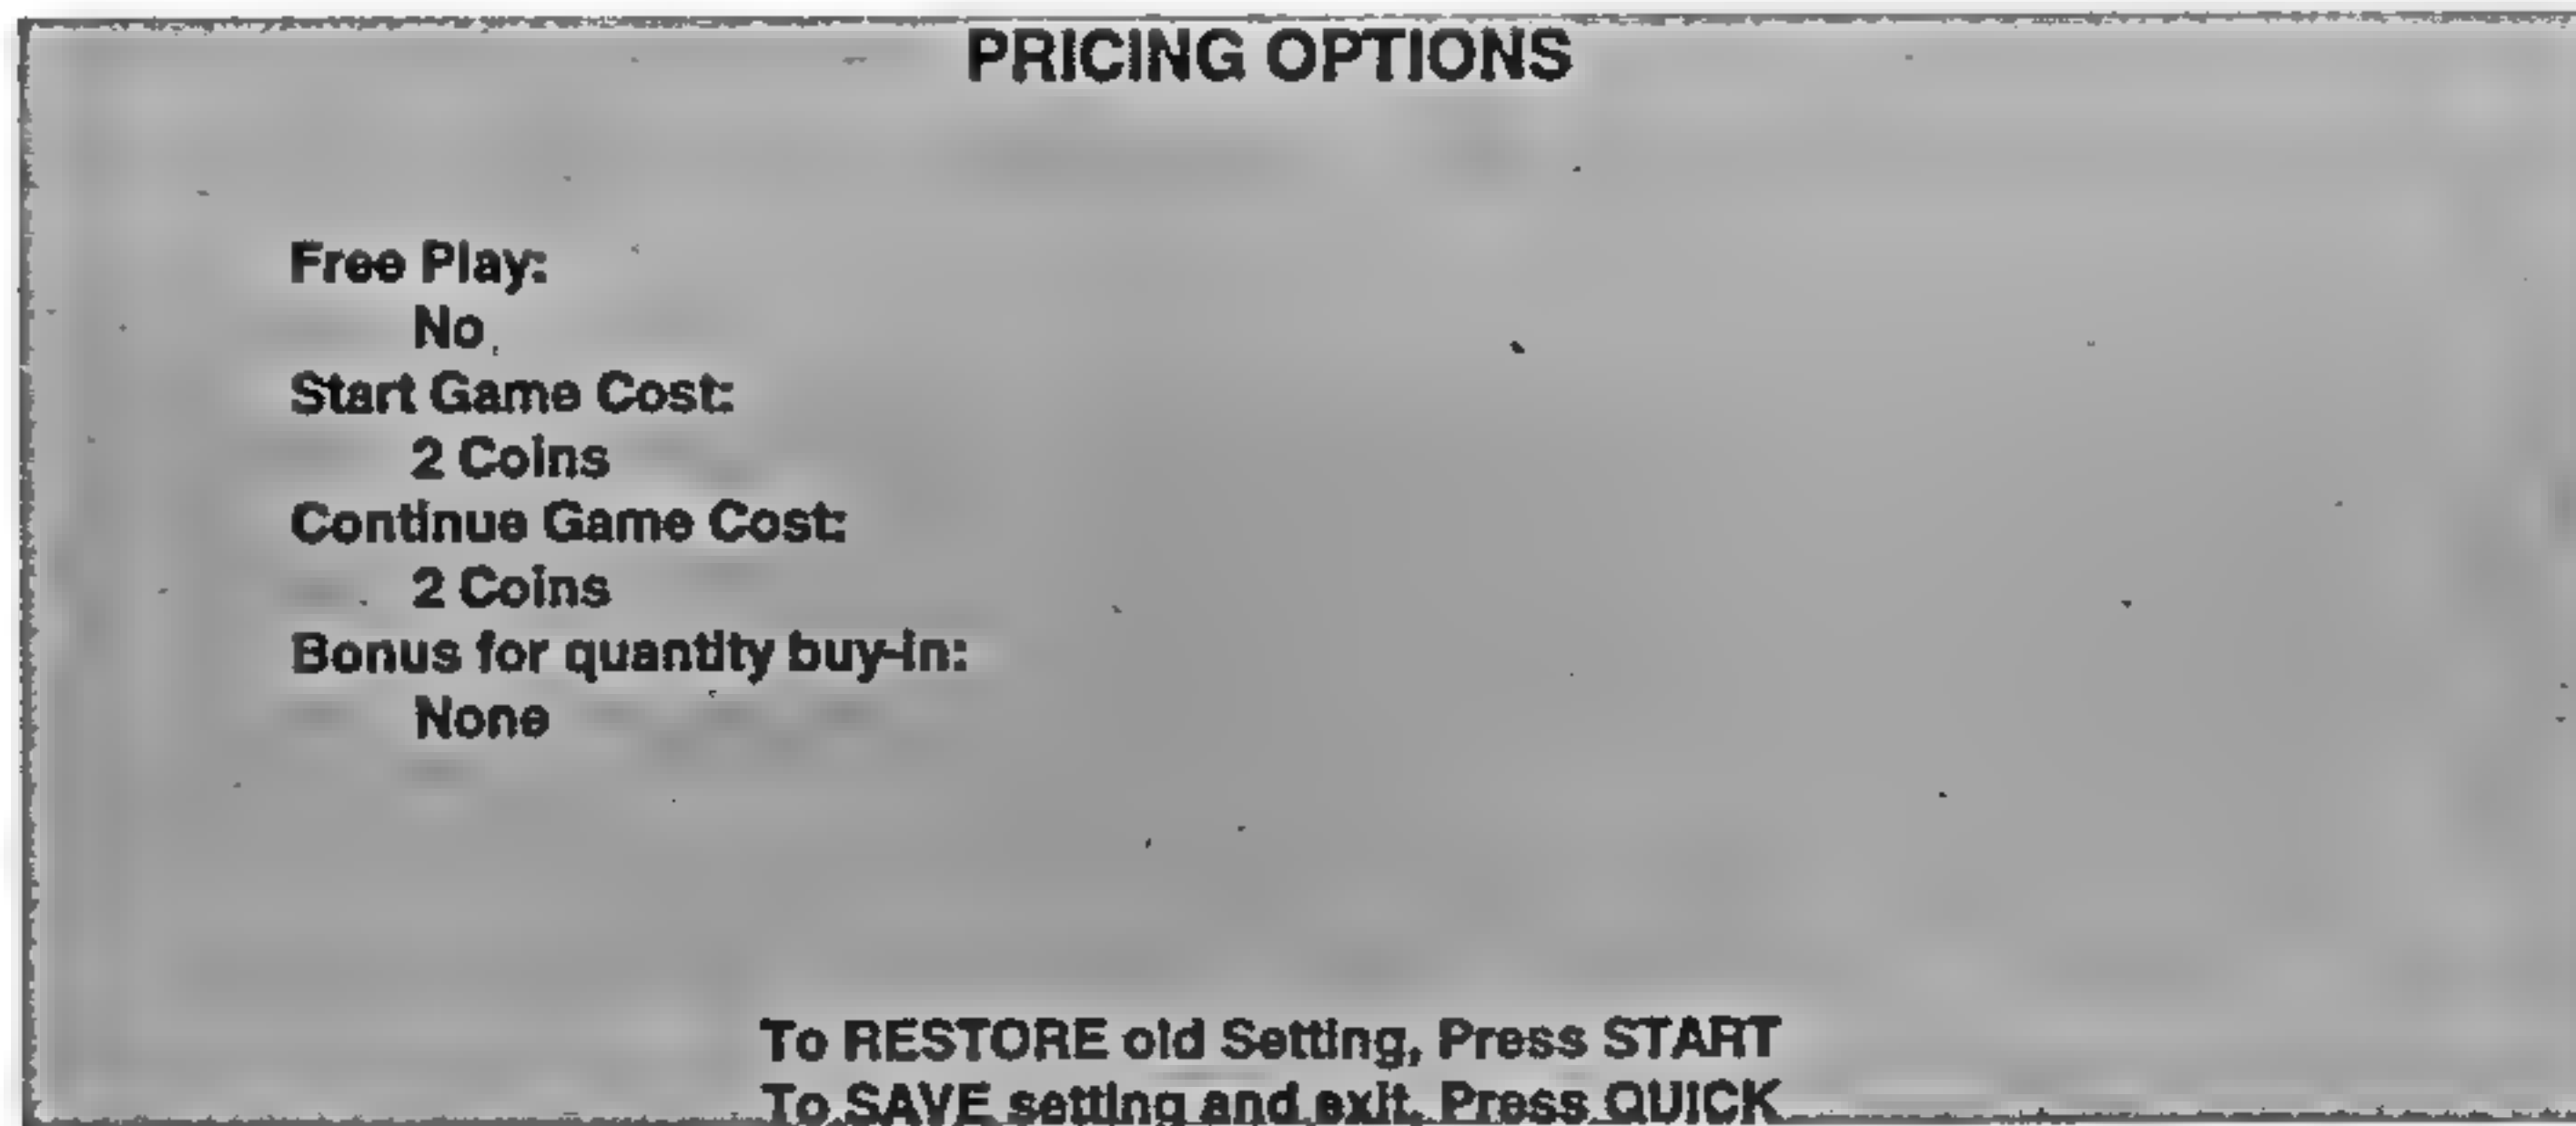 PRICING OPTIONS
Free Play:
No
Start Game Cost:
2 Coins
Continue Game Cost:
2 Coins
Bonus for quantity buy-in:
None
To RESTORE old Setting, Press START
To SAVE setting and exit, Press QUICK